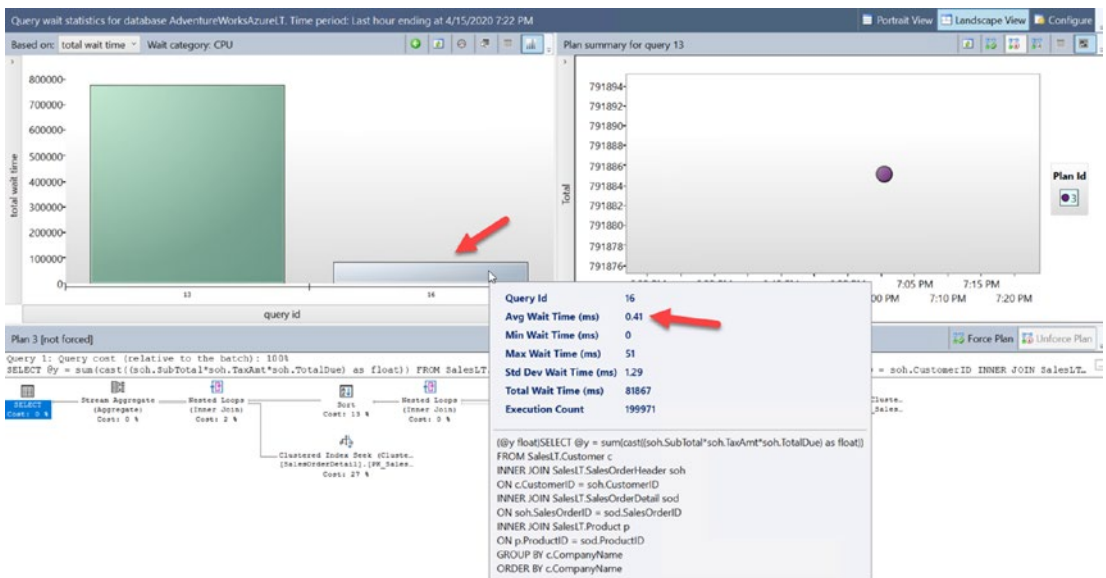 Query wait statistics for database AdventureWorksAzureLT. Time period: Last hour ending at 4/15/2020 7:22 PM
Portrait View Landscape View Configure
Based on: total wait time Wait category: CPU
Plan summary for query 13
800000
700000
600000
500000
400000
300000
200000
100000
0
total wait time
13 16
query id
791894
791892
791890
791888
791886
791884
791882
791880
791878
791876
Total
7:05 PM 7:15 PM
7:10 PM 7:20 PM
Plan Id
3
Query Id 16
Avg Wait Time (ms) 0.41
Min Wait Time (ms) 0
Max Wait Time (ms) 51
Std Dev Wait Time (ms) 1.29
Total Wait Time (ms) 81867
Execution Count 199971
(@y float)SELECT @y = sum(cast((soh.SubTotal*soh.TaxAmt*soh.TotalDue) as float))
FROM SalesLT.Customer c
INNER JOIN SalesLT.SalesOrderHeader soh
ON c.CustomerID = soh.CustomerID
INNER JOIN SalesLT.SalesOrderDetail sod
ON soh.SalesOrderID = sod.SalesOrderID
INNER JOIN SalesLT.Product p
ON p.ProductID = sod.ProductID
GROUP BY c.CompanyName
ORDER BY c.CompanyName
Plan 3 [not forced]
Force Plan Unforce Plan
Query 1: Query cost (relative to the batch): 100%
SELECT @y = sum(cast((soh.SubTotal*soh.TaxAmt*soh.TotalDue) as float)) FROM SalesLT. = soh.CustomerID INNER JOIN SalesLT…
SELECT
Cost: 0 %
Stream Aggregate
(Aggregate)
Cost: 0 %
Nested Loops
(Inner Join)
Cost: 2 %
Sort
Cost: 13 %
Nested Loops
(Inner Join)
Cost: 0 %
Clustered Index Seek (Cluste…
[SalesOrderDetail].[PK_Sales…
Cost: 27 %